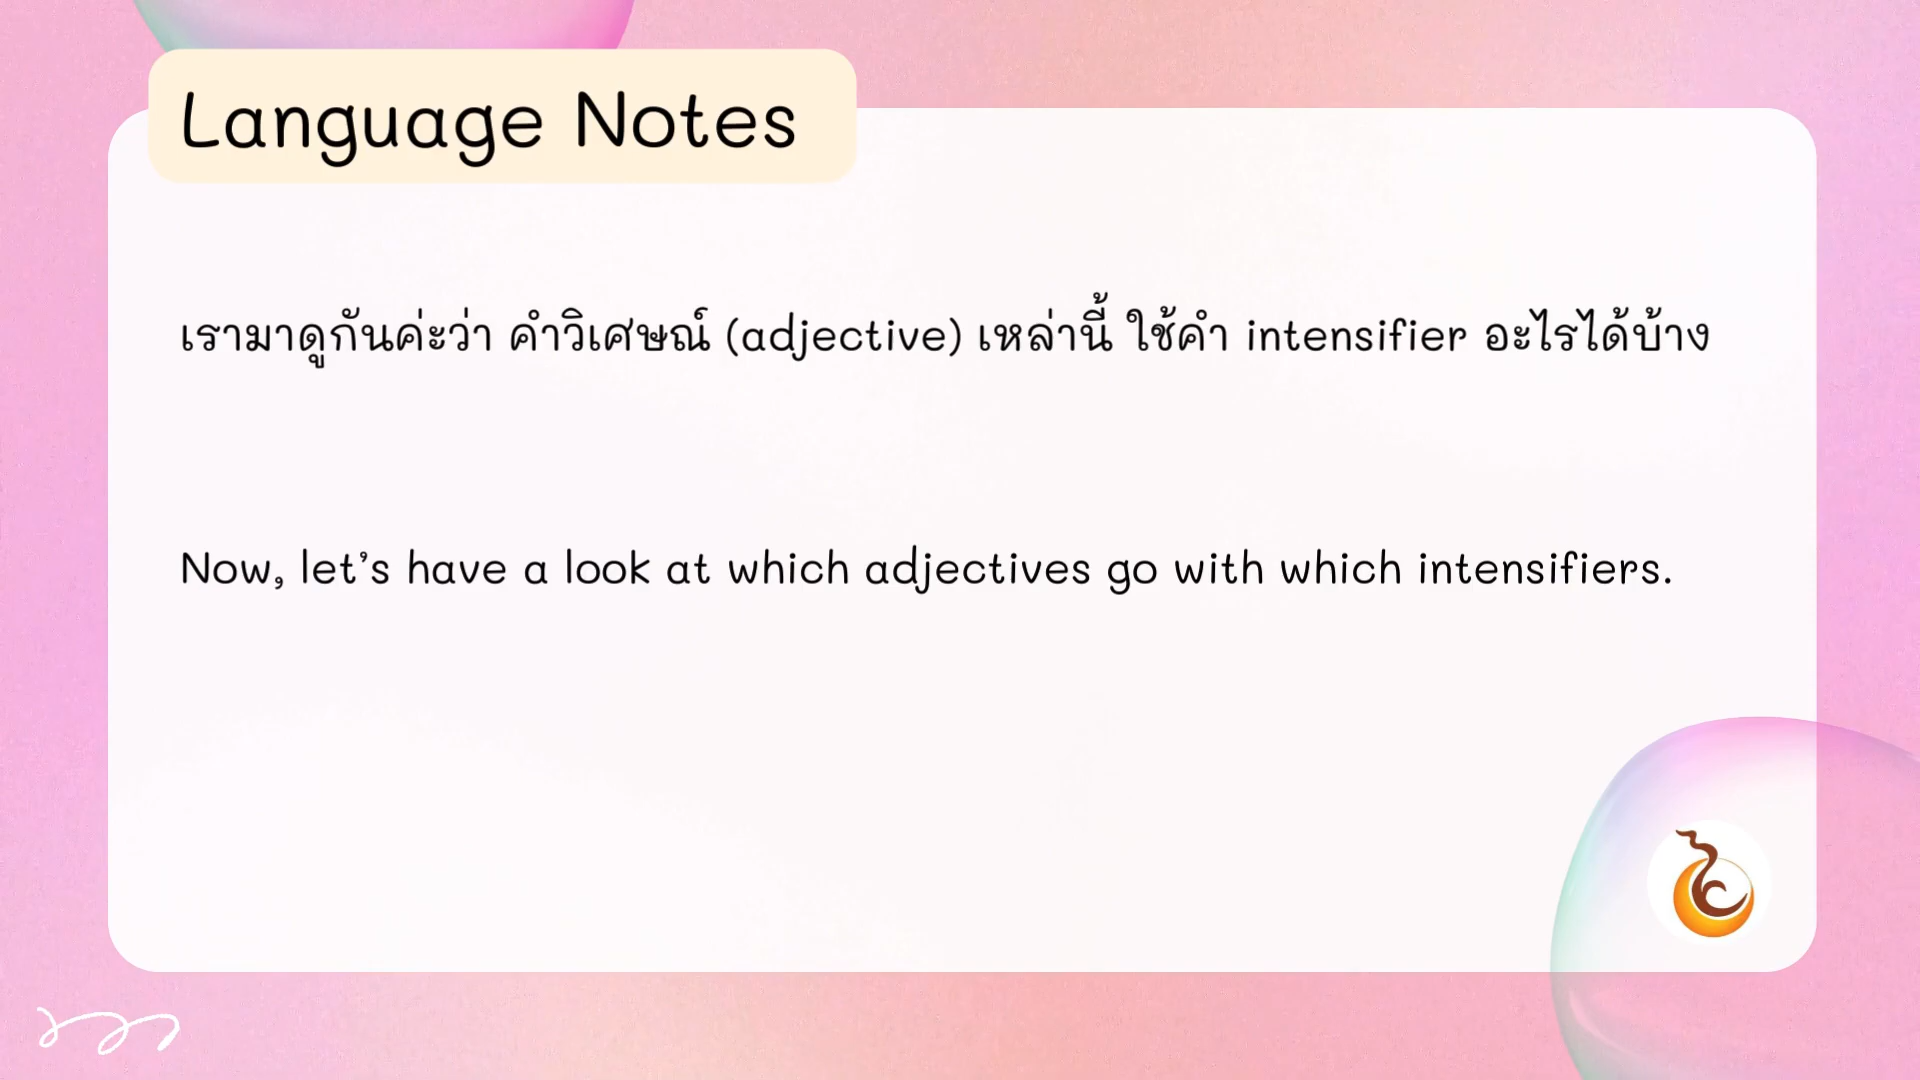 Language Notes
เรามาดูกันค่ะว่า คำวิเศษณ์ (adjective) เหล่านี้ ใช้คำ intensifier อะไรได้บ้าง
Now, let’s have a look at which adjectives go with which intensifiers.